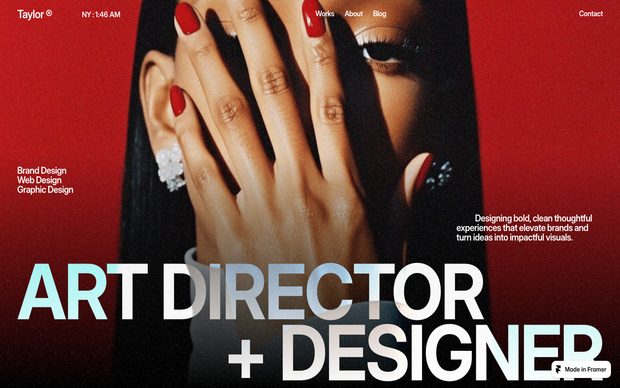 Taylor ®
NY : 1:46 AM
Works
About
Blog
Contact
Brand Design
Web Design
Graphic Design
Designing bold, clean thoughtful
experiences that elevate brands and
turn ideas into impactful visuals.
ART DIRECTOR
+ DESIGNER
Made in Framer